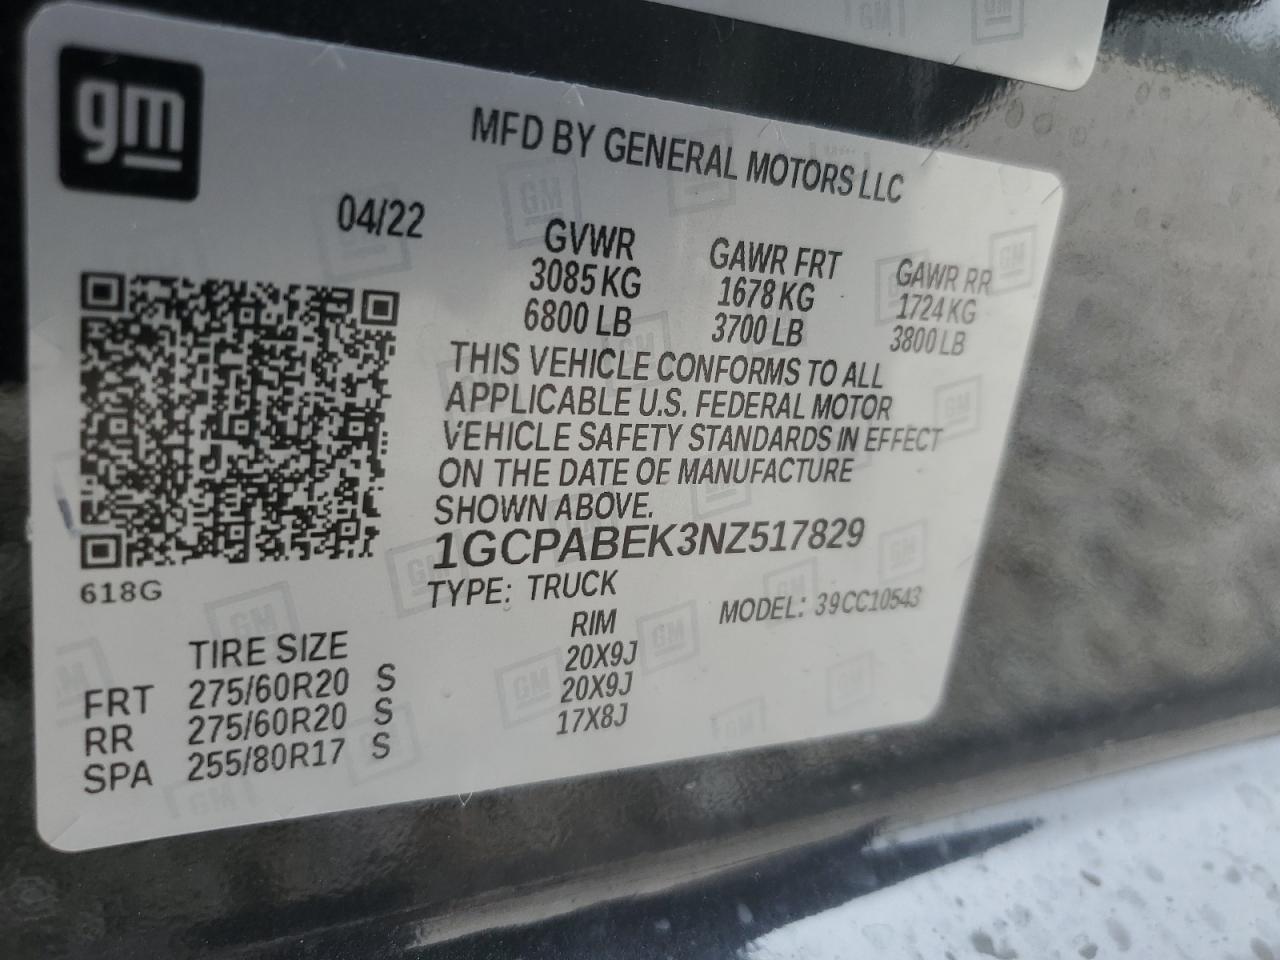 gm
MFD BY GENERAL MOTORS LLC
04/22
GVWR GAWR FRT GAWR RR
3085 KG 1678 KG 1724 KG
6800 LB 3700 LB 3800 LB
THIS VEHICLE CONFORMS TO ALL
APPLICABLE U.S. FEDERAL MOTOR
VEHICLE SAFETY STANDARDS IN EFFECT
ON THE DATE OF MANUFACTURE
SHOWN ABOVE.
1GCPABEK3NZ517829
618G
TYPE: TRUCK MODEL: 39CC10543
TIRE SIZE RIM
FRT 275/60R20 S 20X9J
RR 275/60R20 S 20X9J
SPA 255/80R17 S 17X8J